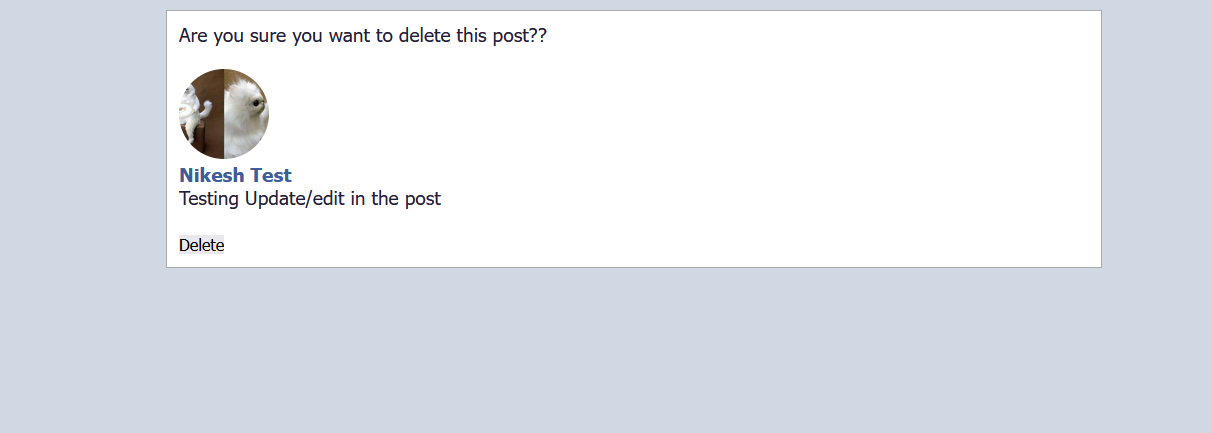 Are you sure you want to delete this post??
Nikesh Test
Testing Update/edit in the post
Delete